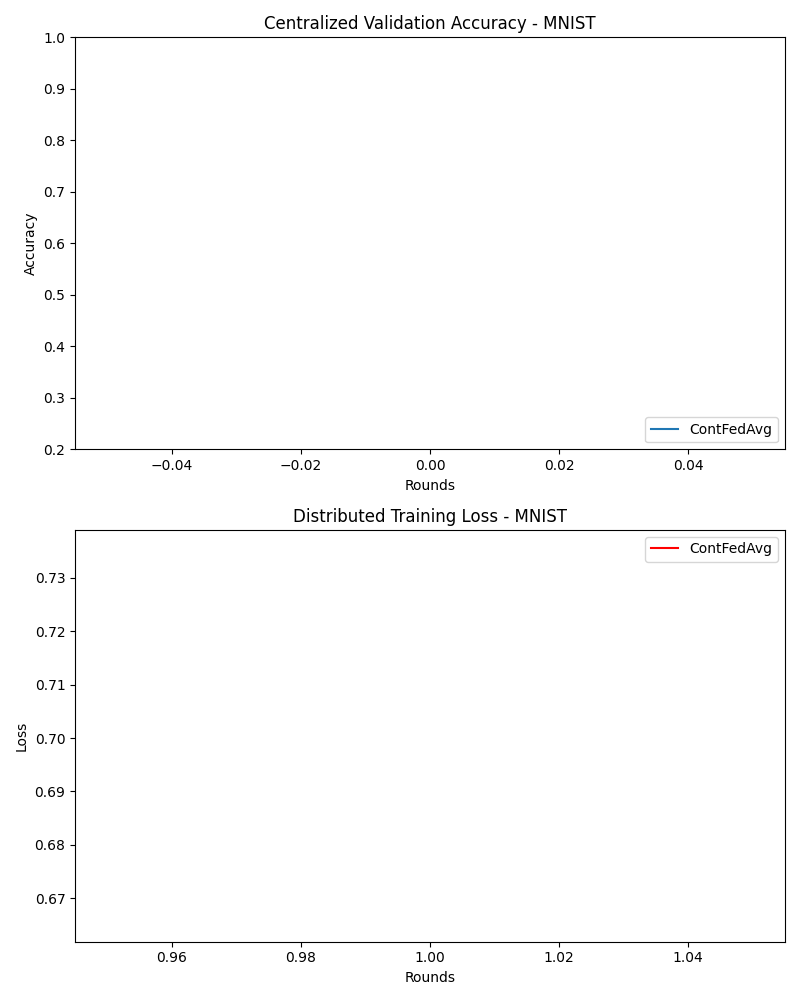 Centralized Validation Accuracy - MNIST
1.0
0.9
0.8
0.7
0.6
0.5
0.4
0.3
0.2
Accuracy
ContFedAvg
−0.04 −0.02 0.00 0.02 0.04
Rounds
Distributed Training Loss - MNIST
ContFedAvg
0.73
0.72
0.71
0.70
0.69
0.68
0.67
Loss
0.96 0.98 1.00 1.02 1.04
Rounds